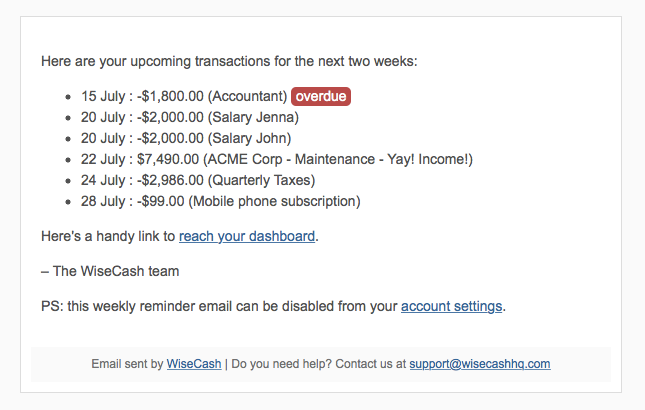 Here are your upcoming transactions for the next two weeks:
• 15 July : -$1,800.00 (Accountant) overdue
• 20 July : -$2,000.00 (Salary Jenna)
• 20 July : -$2,000.00 (Salary John)
• 22 July : $7,490.00 (ACME Corp - Maintenance - Yay! Income!)
• 24 July : -$2,986.00 (Quarterly Taxes)
• 28 July : -$99.00 (Mobile phone subscription)
Here's a handy link to reach your dashboard.
– The WiseCash team
PS: this weekly reminder email can be disabled from your account settings.
Email sent by WiseCash | Do you need help? Contact us at support@wisecashhq.com